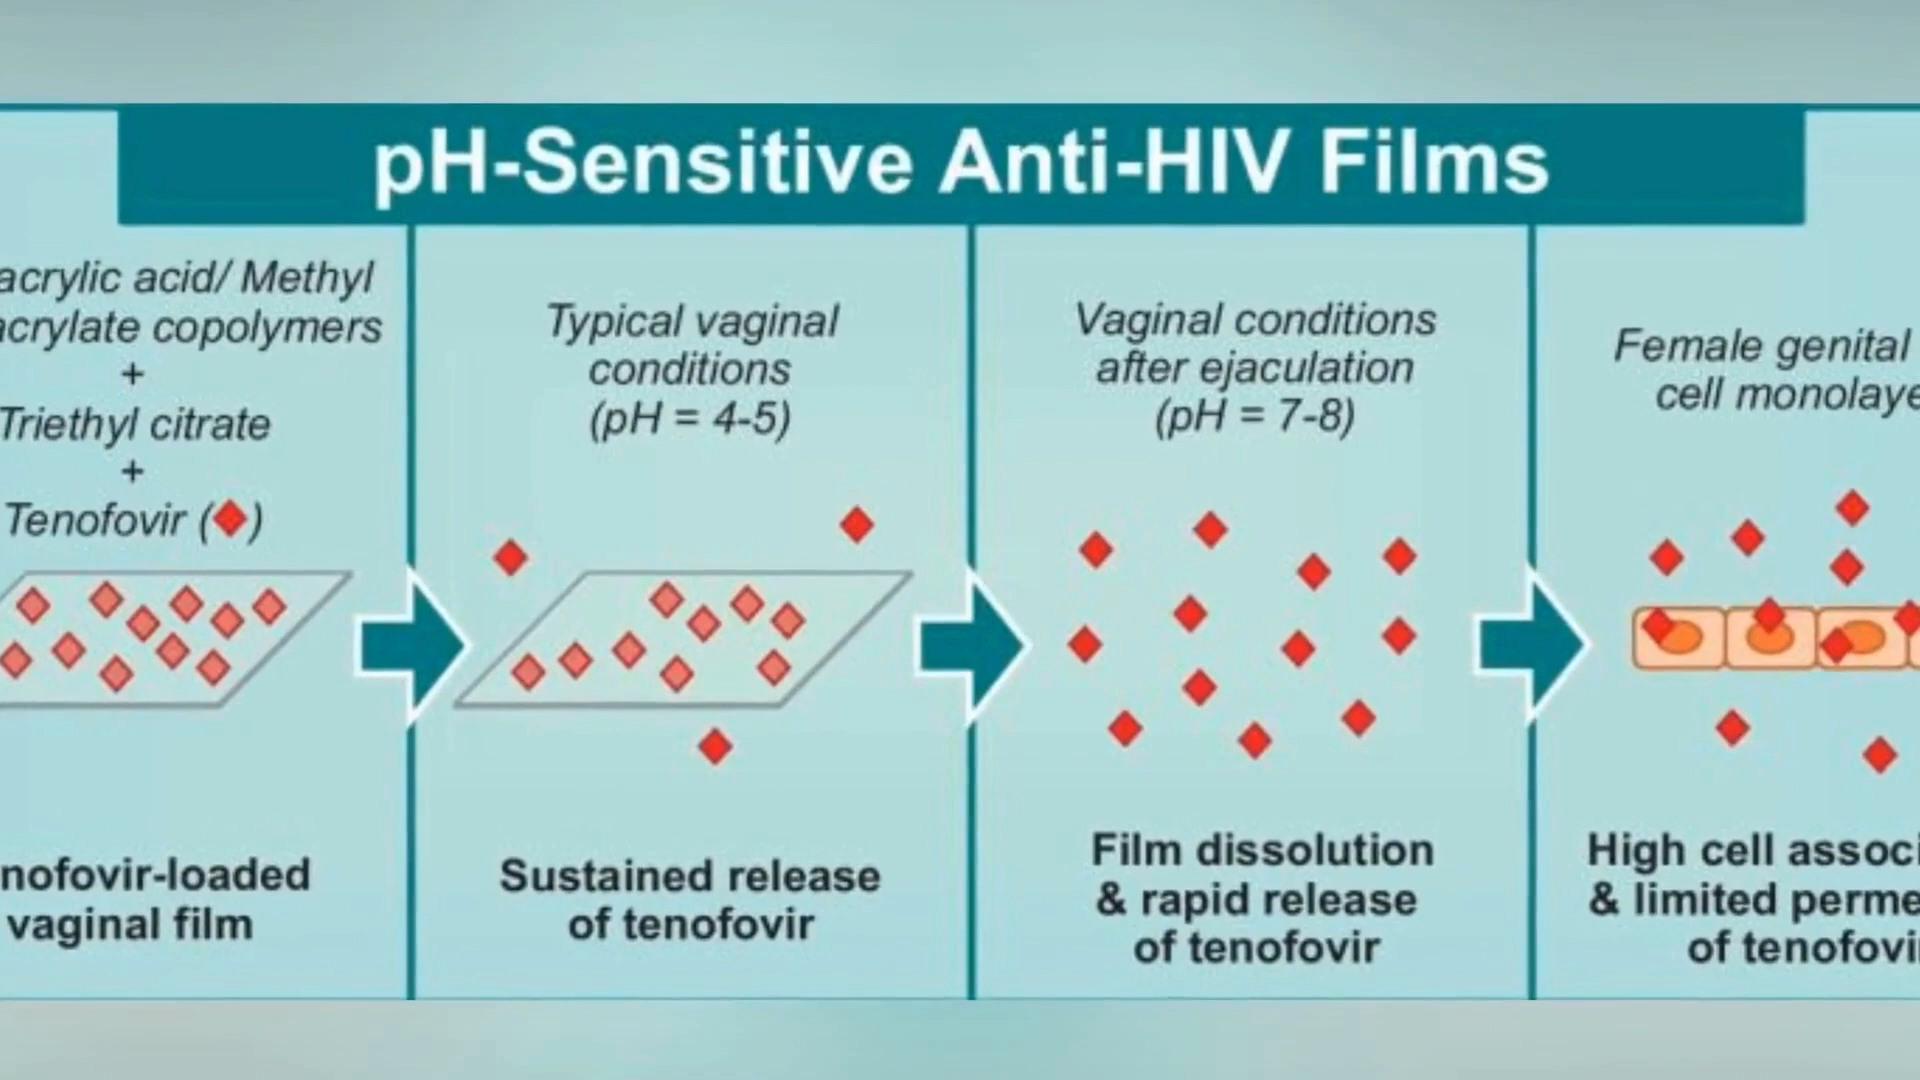 pH-Sensitive Anti-HIV Films
acrylic acid/ Methyl
acrylate copolymers
+
Triethyl citrate
+
Tenofovir (♦)
nofovir-loaded
vaginal film
Typical vaginal
conditions
(pH = 4-5)
Sustained release
of tenofovir
Vaginal conditions
after ejaculation
(pH = 7-8)
Film dissolution
& rapid release
of tenofovir
Female genital
cell monolaye
High cell associ
& limited perme
of tenofovi